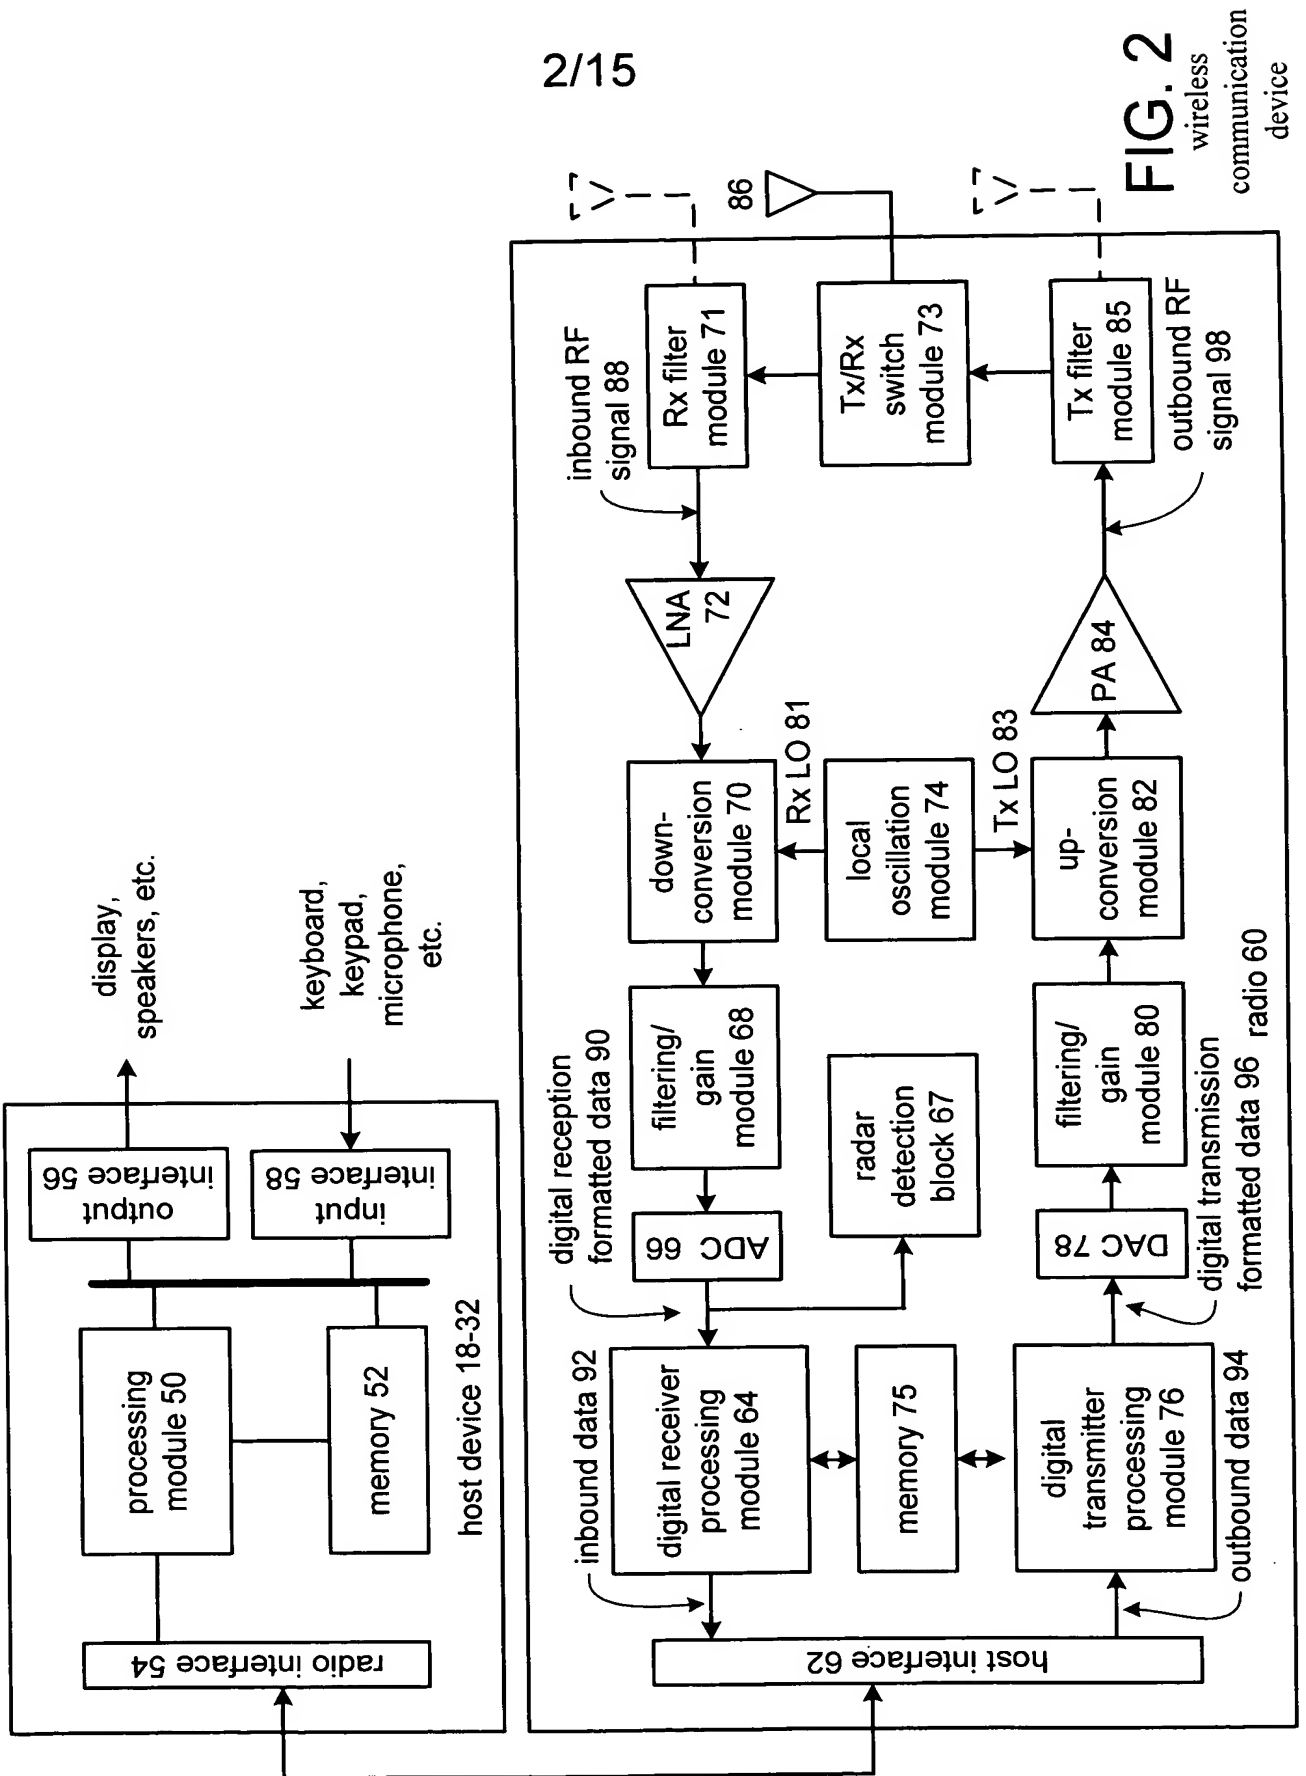 2/15
display,
speakers, etc.
keyboard,
keypad,
microphone,
etc.
output
interface 56
input
interface 58
processing
module 50
memory 52
radio interface 54
host device 18-32
86
inbound RF
signal 88
Rx filter
module 71
Tx/Rx
switch
module 73
Tx filter
module 85
outbound RF
signal 98
LNA
72
PA 84
down-
conversion
module 70
Rx LO 81
local
oscillation
module 74
Tx LO 83
up-
conversion
module 82
filtering/
gain
module 68
digital reception
formatted data 90
radar
detection
block 67
filtering/
gain
module 80
digital transmission
formatted data 96
radio 60
ADC 66
DAC 78
inbound data 92
digital receiver
processing
module 64
memory 75
digital
transmitter
processing
module 76
outbound data 94
host interface 62
FIG. 2
wireless
communication
device